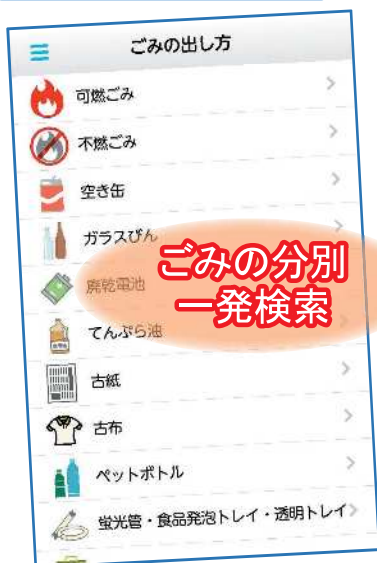 ごみの出し方
可燃ごみ
不燃ごみ
空き缶
ガラスびん
廃乾電池
てんぷら油
古紙
古布
ペットボトル
蛍光管・食品発泡トレイ・透明トレイ
ごみの分別
一発検索